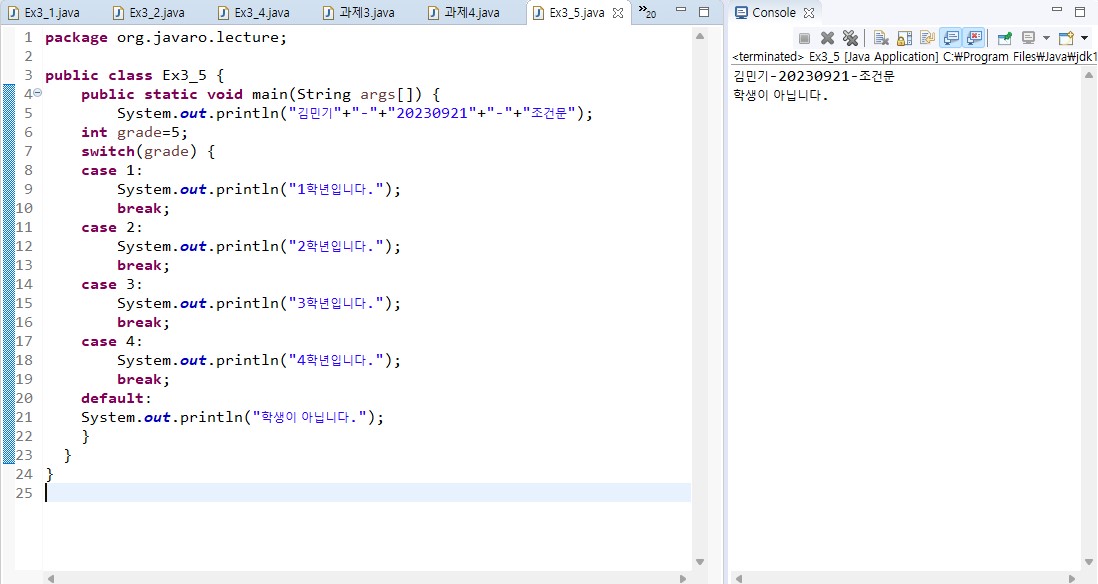 Ex3_1.java Ex3_2.java Ex3_4.java 과제3.java 과제4.java Ex3_5.java »20 Console
<terminated> Ex3_5 [Java Application] C:₩Program Files₩Java₩jdk1
1 package org.javaro.lecture;
2
3 public class Ex3_5 {
4 public static void main(String args[]) {
5 System.out.println("김민기"+"-"+"20230921"+"-"+"조건문");
6 int grade=5;
7 switch(grade) {
8 case 1:
9 System.out.println("1학년입니다.");
10 break;
11 case 2:
12 System.out.println("2학년입니다.");
13 break;
14 case 3:
15 System.out.println("3학년입니다.");
16 break;
17 case 4:
18 System.out.println("4학년입니다.");
19 break;
20 default:
21 System.out.println("학생이 아닙니다.");
22 }
23 }
24 }
25
김민기-20230921-조건문
학생이 아닙니다.